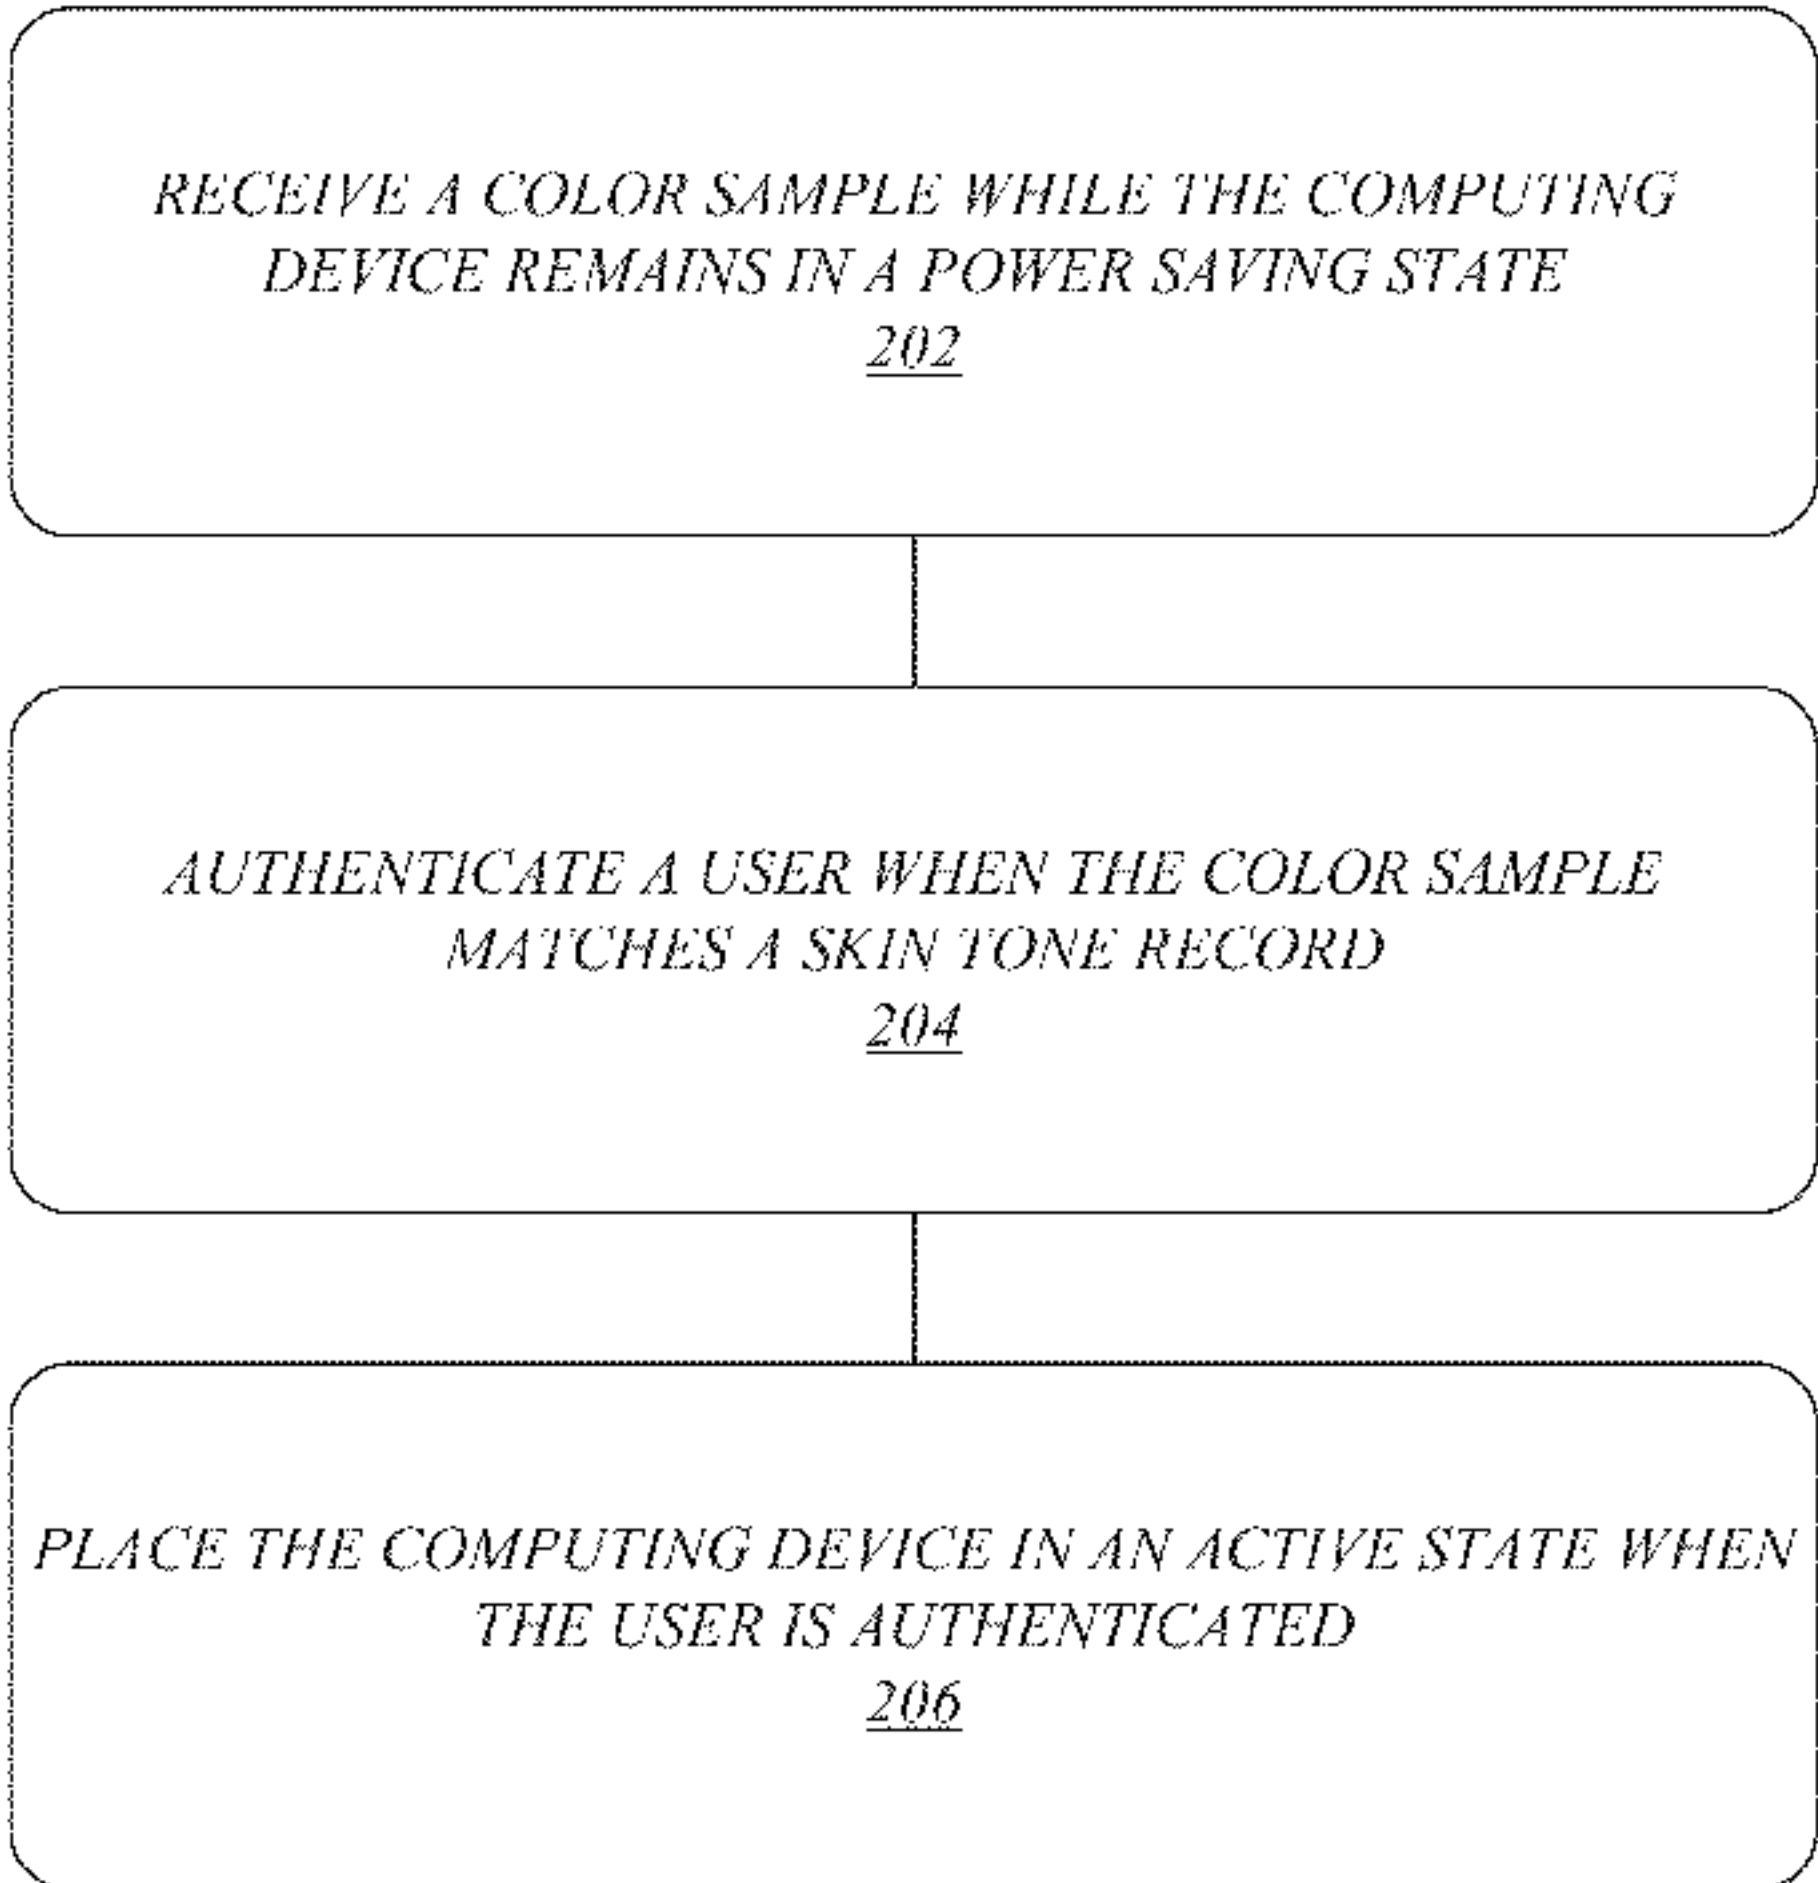 RECEIVE A COLOR SAMPLE WHILE THE COMPUTING
DEVICE REMAINS IN A POWER SAVING STATE
202
AUTHENTICATE A USER WHEN THE COLOR SAMPLE
MATCHES A SKIN TONE RECORD
204
PLACE THE COMPUTING DEVICE IN AN ACTIVE STATE WHEN
THE USER IS AUTHENTICATED
206